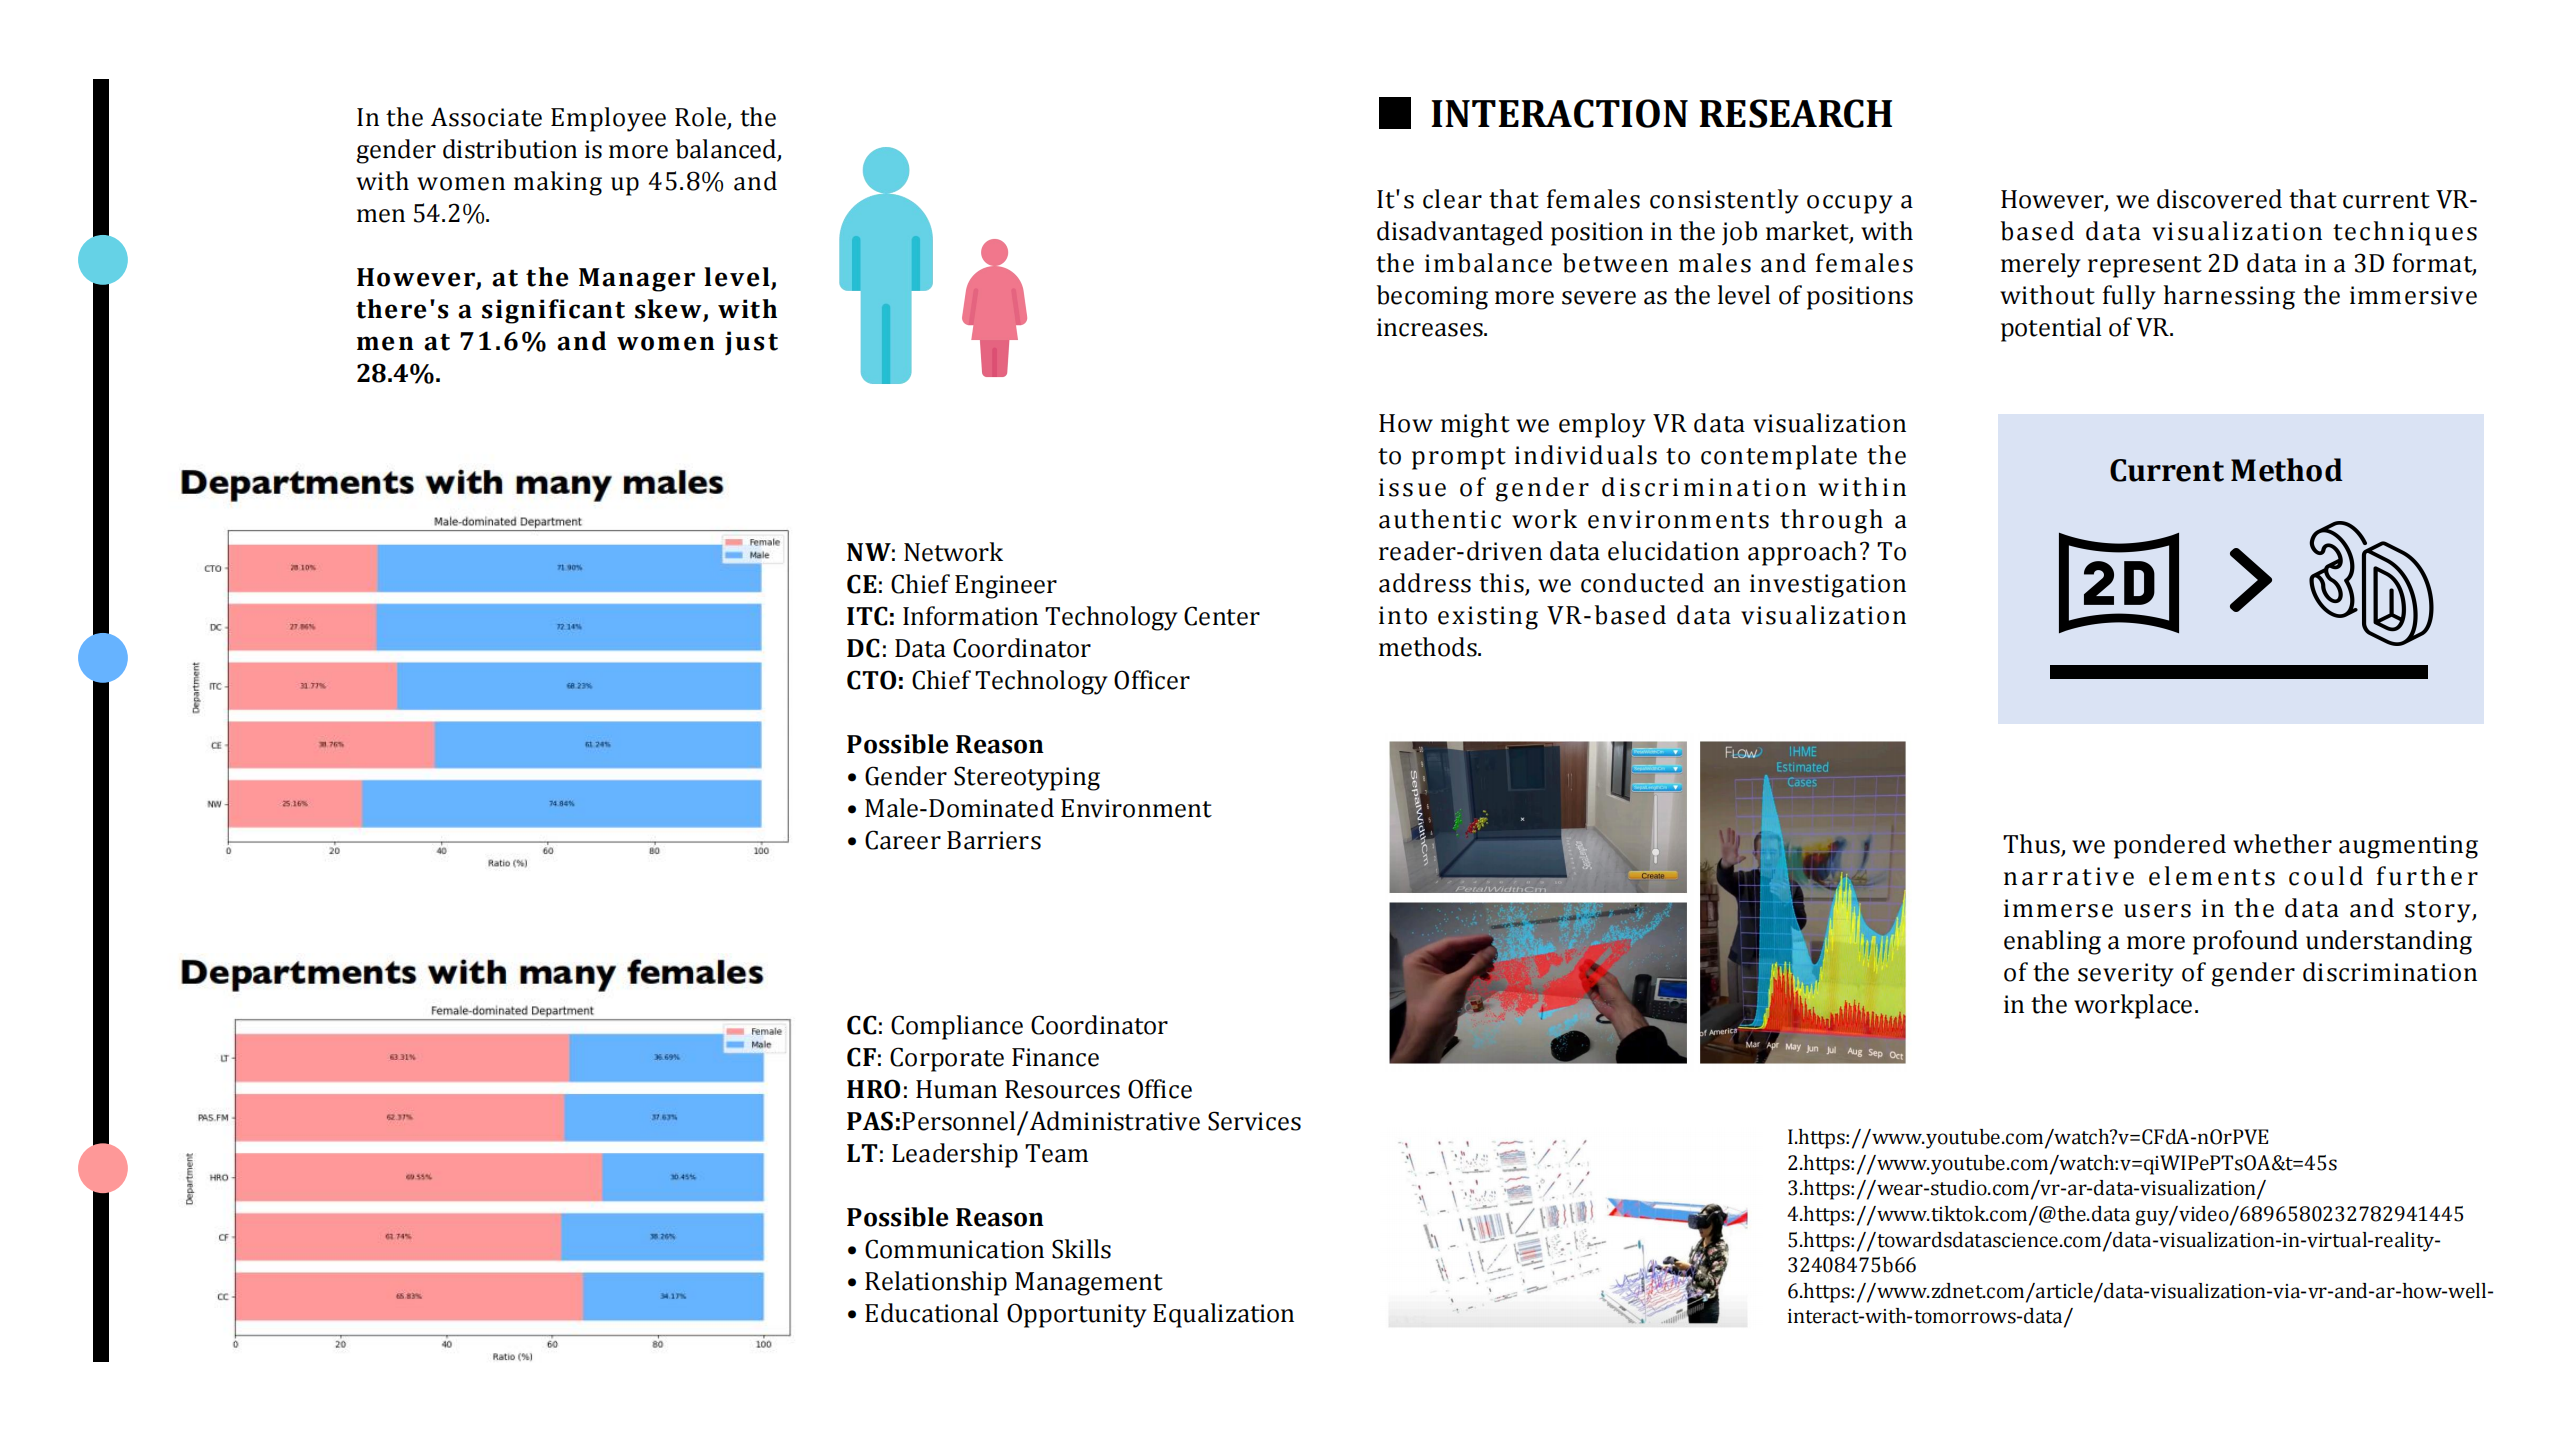 In the Associate Employee Role, the
gender distribution is more balanced,
with women making up 45.8% and
men 54.2%.
However, at the Manager level,
there's a significant skew, with
men at 71.6% and women just
28.4%.
Departments with many males
Male-dominated Department
Female
Male
CTO
28.10%
71.90%
DC
27.86%
72.14%
ITC
31.77%
68.23%
CE
38.76%
61.24%
NW
25.16%
74.84%
Department
0 20 40 60 80 100
Ratio (%)
NW: Network
CE: Chief Engineer
ITC: Information Technology Center
DC: Data Coordinator
CTO: Chief Technology Officer
Possible Reason
• Gender Stereotyping
• Male-Dominated Environment
• Career Barriers
Departments with many females
Female-dominated Department
Female
Male
LT
63.31%
36.69%
PAS.FM
62.37%
37.63%
HRO
69.55%
30.45%
CF
61.74%
38.26%
CC
65.83%
34.17%
Department
0 20 40 60 80 100
Ratio (%)
CC: Compliance Coordinator
CF: Corporate Finance
HRO: Human Resources Office
PAS:Personnel/Administrative Services
LT: Leadership Team
Possible Reason
• Communication Skills
• Relationship Management
• Educational Opportunity Equalization
INTERACTION RESEARCH
It's clear that females consistently occupy a
disadvantaged position in the job market, with
the imbalance between males and females
becoming more severe as the level of positions
increases.
How might we employ VR data visualization
to prompt individuals to contemplate the
issue of gender discrimination within
authentic work environments through a
reader-driven data elucidation approach? To
address this, we conducted an investigation
into existing VR-based data visualization
methods.
SepalWidthCm
PetalWidthCm
Create
FLOW
IHME
Estimated
Cases
of America
Mar Apr May Jun Jul Aug Sep Oct
However, we discovered that current VR-
based data visualization techniques
merely represent 2D data in a 3D format,
without fully harnessing the immersive
potential of VR.
Current Method
2D > 3D
Thus, we pondered whether augmenting
narrative elements could further
immerse users in the data and story,
enabling a more profound understanding
of the severity of gender discrimination
in the workplace.
I.https://www.youtube.com/watch?v=CFdA-nOrPVE
2.https://www.youtube.com/watch:v=qiWIPePTsOA&t=45s
3.https://wear-studio.com/vr-ar-data-visualization/
4.https://www.tiktok.com/@the.data guy/video/6896580232782941445
5.https://towardsdatascience.com/data-visualization-in-virtual-reality-
32408475b66
6.https://www.zdnet.com/article/data-visualization-via-vr-and-ar-how-well-
interact-with-tomorrows-data/